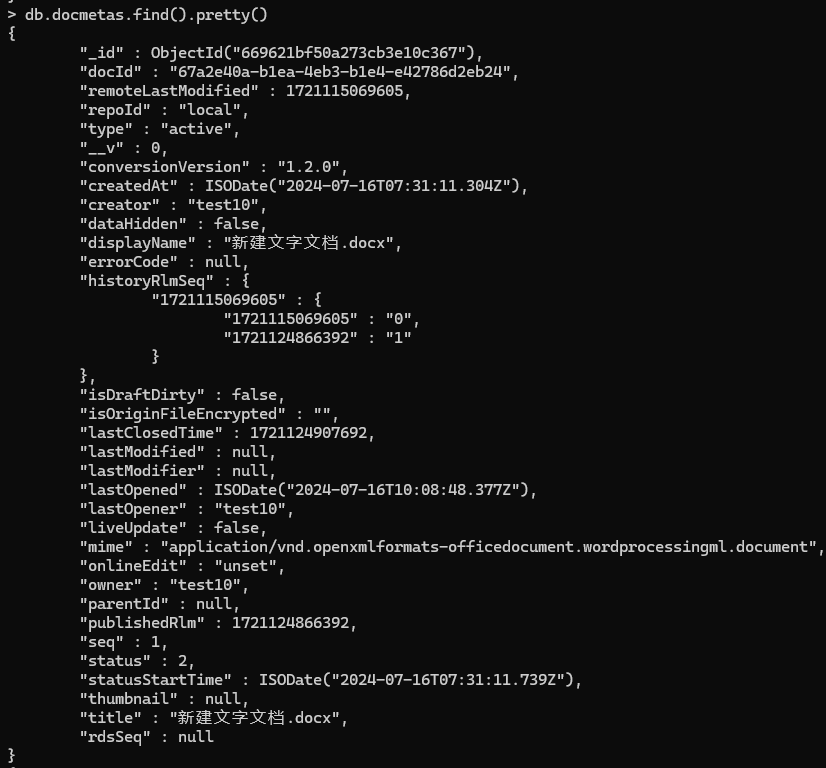 > db.docmetas.find().pretty()
{
"_id" : ObjectId("669621bf50a273cb3e10c367"),
"docId" : "67a2e40a-b1ea-4eb3-b1e4-e42786d2eb24",
"remoteLastModified" : 1721115069605,
"repoId" : "local",
"type" : "active",
"__v" : 0,
"conversionVersion" : "1.2.0",
"createdAt" : ISODate("2024-07-16T07:31:11.304Z"),
"creator" : "test10",
"dataHidden" : false,
"displayName" : "新建文字文档.docx",
"errorCode" : null,
"historyRlmSeq" : {
"1721115069605" : {
"1721115069605" : "0",
"1721124866392" : "1"
}
},
"isDraftDirty" : false,
"isOriginFileEncrypted" : "",
"lastClosedTime" : 1721124907692,
"lastModified" : null,
"lastModifier" : null,
"lastOpened" : ISODate("2024-07-16T10:08:48.377Z"),
"lastOpener" : "test10",
"liveUpdate" : false,
"mime" : "application/vnd.openxmlformats-officedocument.wordprocessingml.document",
"onlineEdit" : "unset",
"owner" : "test10",
"parentId" : null,
"publishedRlm" : 1721124866392,
"seq" : 1,
"status" : 2,
"statusStartTime" : ISODate("2024-07-16T07:31:11.739Z"),
"thumbnail" : null,
"title" : "新建文字文档.docx",
"rdsSeq" : null
}